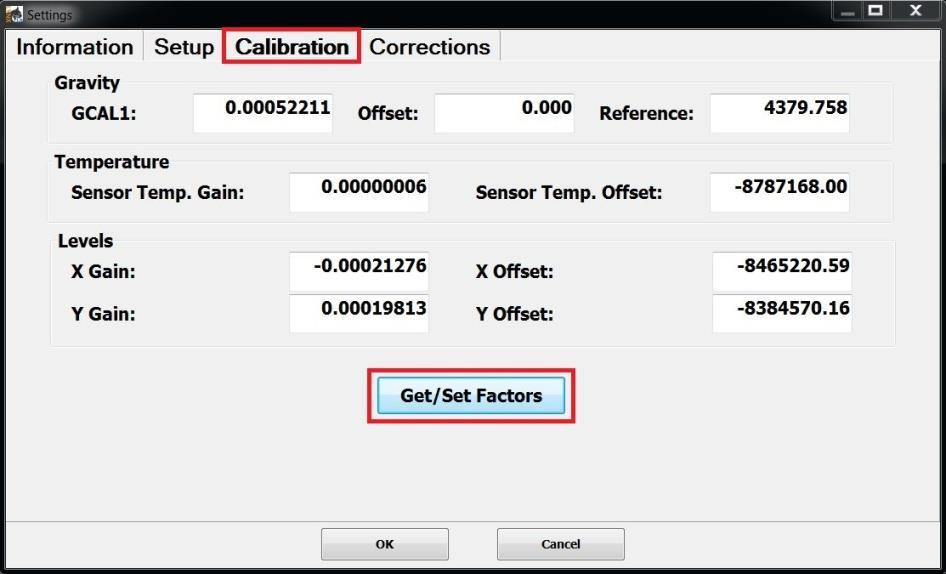 Settings
Information Setup Calibration Corrections
Gravity
GCAL1: 0.00052211 Offset: 0.000 Reference: 4379.758
Temperature
Sensor Temp. Gain: 0.00000006 Sensor Temp. Offset: -8787168.00
Levels
X Gain: -0.00021276 X Offset: -8465220.59
Y Gain: 0.00019813 Y Offset: -8384570.16
Get/Set Factors
OK Cancel